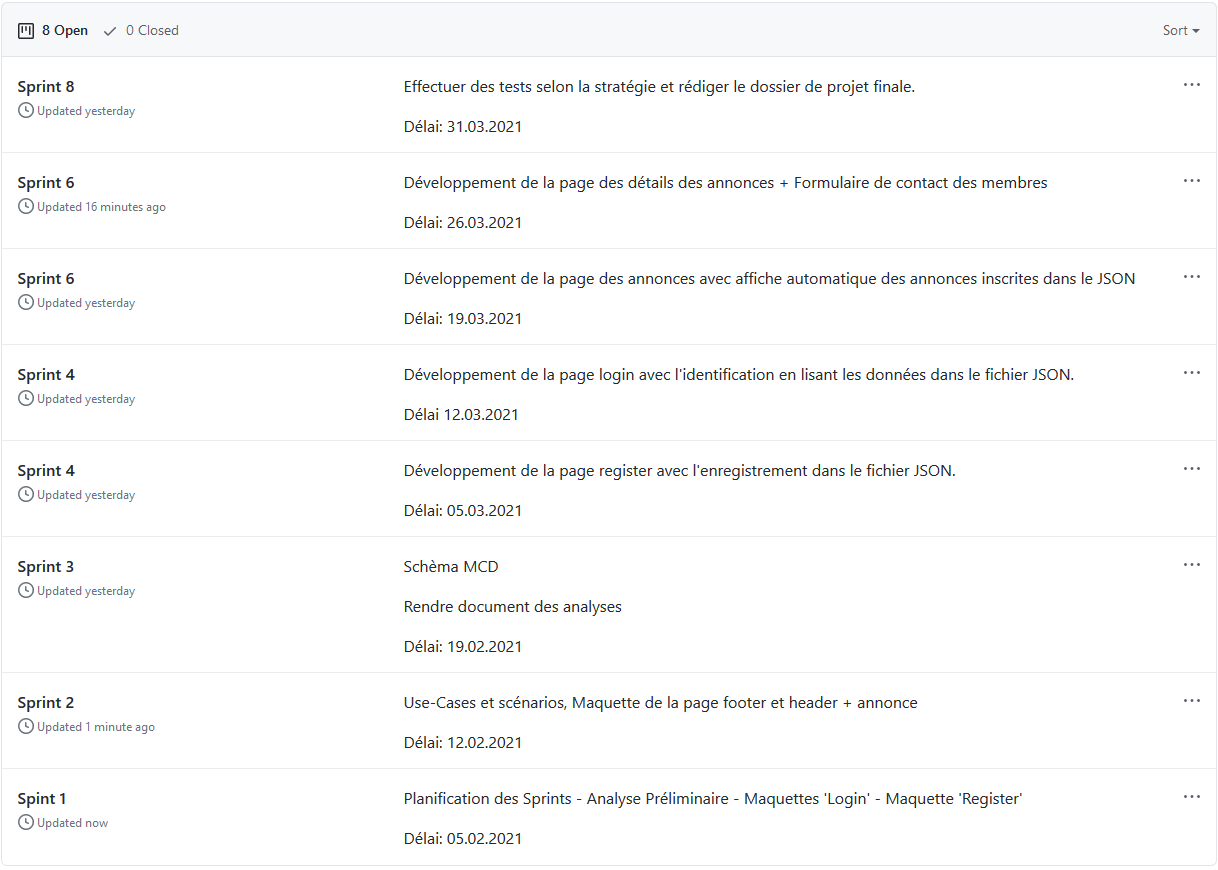 8 Open 0 Closed Sort
Sprint 8 Effectuer des tests selon la stratégie et rédiger le dossier de projet finale.
Updated yesterday
Délai: 31.03.2021
Sprint 6 Développement de la page des détails des annonces + Formulaire de contact des membres
Updated 16 minutes ago
Délai: 26.03.2021
Sprint 6 Développement de la page des annonces avec affiche automatique des annonces inscrites dans le JSON
Updated yesterday
Délai: 19.03.2021
Sprint 4 Développement de la page login avec l'identification en lisant les données dans le fichier JSON.
Updated yesterday
Délai 12.03.2021
Sprint 4 Développement de la page register avec l'enregistrement dans le fichier JSON.
Updated yesterday
Délai: 05.03.2021
Sprint 3 Schèma MCD
Updated yesterday
Rendre document des analyses
Délai: 19.02.2021
Sprint 2 Use-Cases et scénarios, Maquette de la page footer et header + annonce
Updated 1 minute ago
Délai: 12.02.2021
Spint 1 Planification des Sprints - Analyse Préliminaire - Maquettes 'Login' - Maquette 'Register'
Updated now
Délai: 05.02.2021